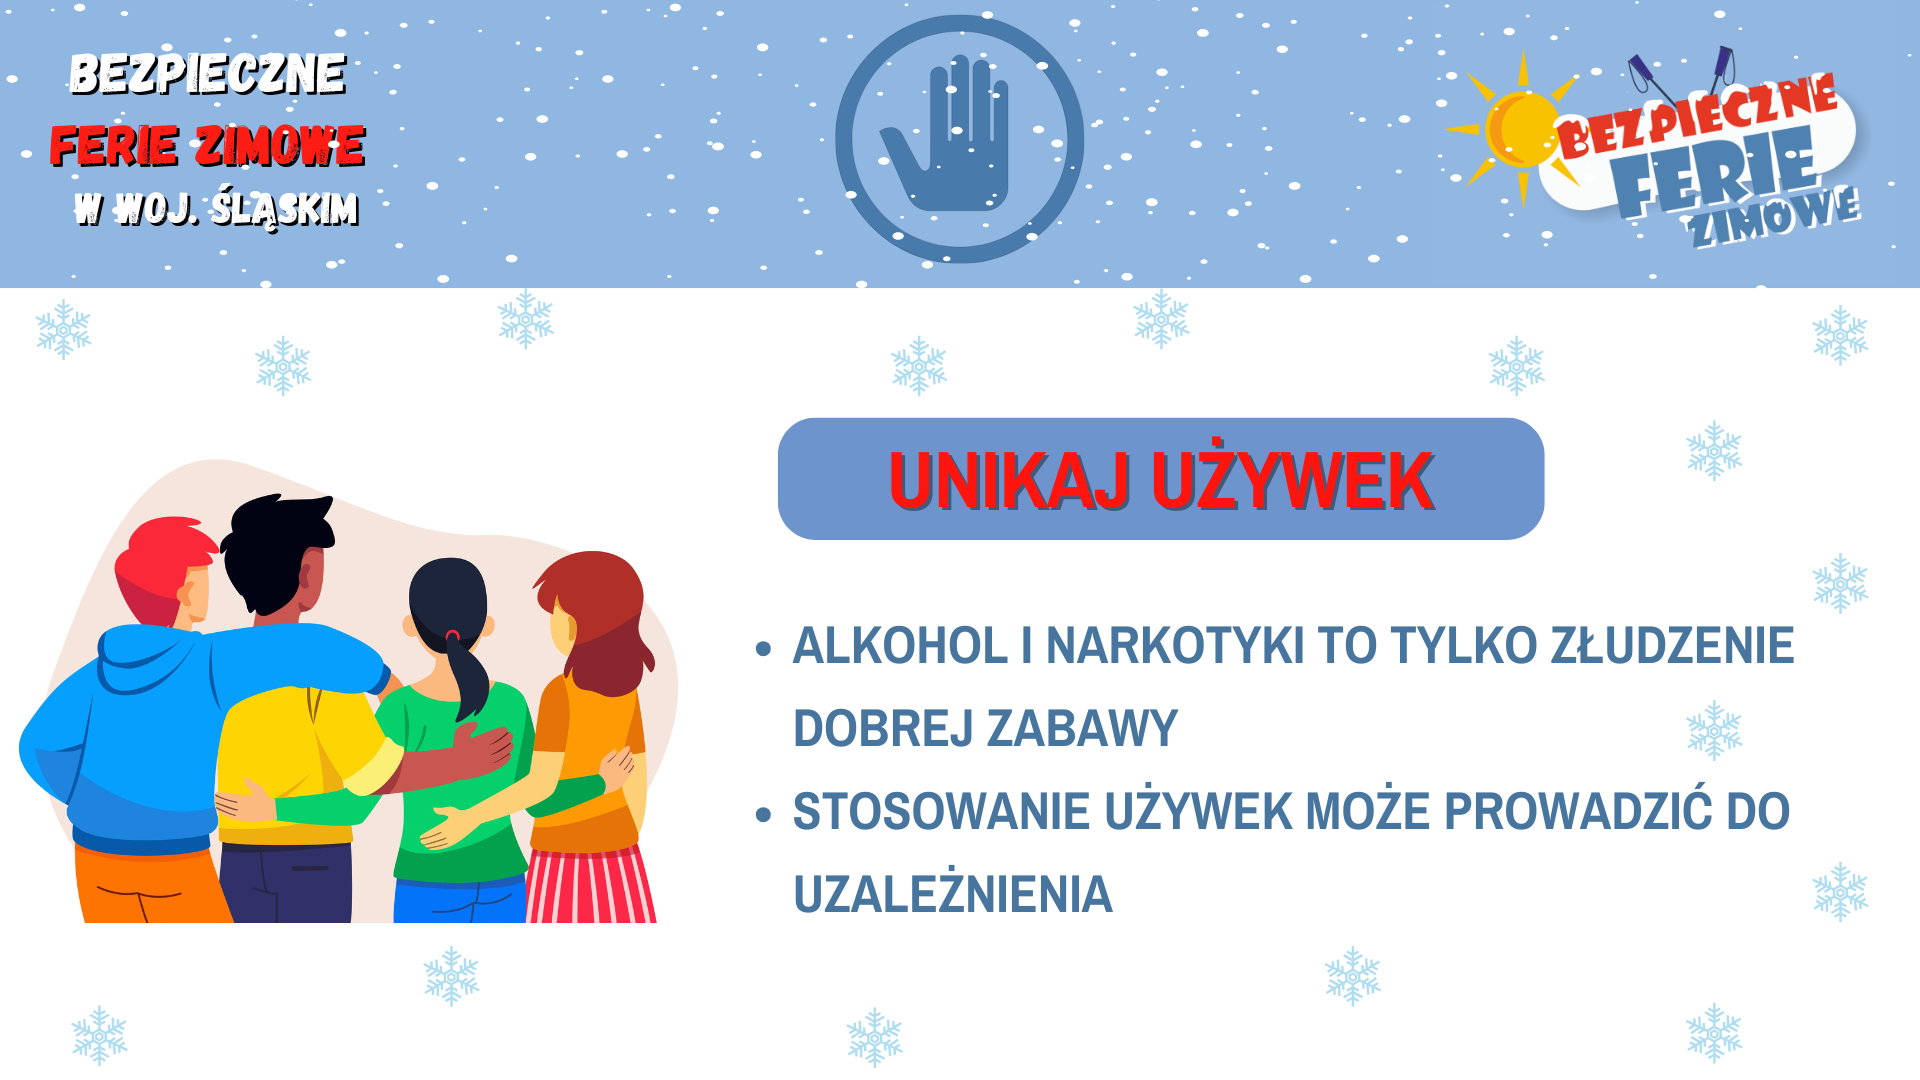 BEZPIECZNE
FERIE ZIMOWE
W WOJ. ŚLĄSKIM
BEZPIECZNE
FERIE
ZIMOWE
UNIKAJ UŻYWEK
• ALKOHOL I NARKOTYKI TO TYLKO ZŁUDZENIE
DOBREJ ZABAWY
• STOSOWANIE UŻYWEK MOŻE PROWADZIĆ DO
UZALEŻNIENIA